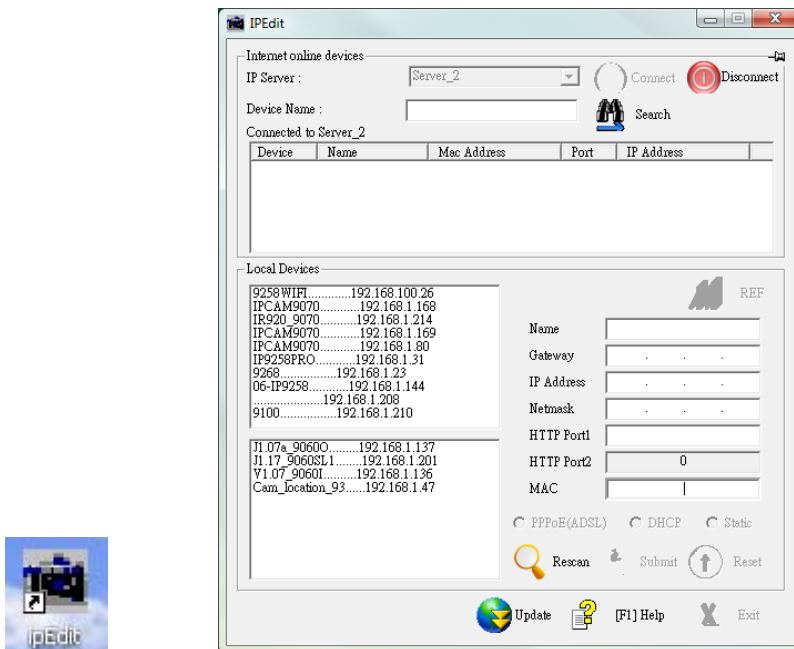 IPEdit
Internet online devices
IP Server :
Server_2
Connect
Disconnect
Device Name :
Search
Connected to Server_2
Device Name Mac Address Port IP Address
Local Devices
9258WIFI............192.168.100.26
IPCAM9070..........192.168.1.168
IR920_9070..........192.168.1.214
IPCAM9070..........192.168.1.169
IPCAM9070..........192.168.1.80
IP9258PRO...........192.168.1.31
9268................192.168.1.23
06-IP9258...........192.168.1.144
....................192.168.1.208
9100................192.168.1.210
J1.07a_9060O........192.168.1.137
J1.17_9060SL1.......192.168.1.201
V1.07_9060I.........192.168.1.136
Cam_location_93.....192.168.1.47
REF
Name
Gateway . . .
IP Address . . .
Netmask . . .
HTTP Port1
HTTP Port2 0
MAC
PPPoE(ADSL) DHCP Static
Rescan Submit Reset
Update [F1] Help Exit
ipEdit